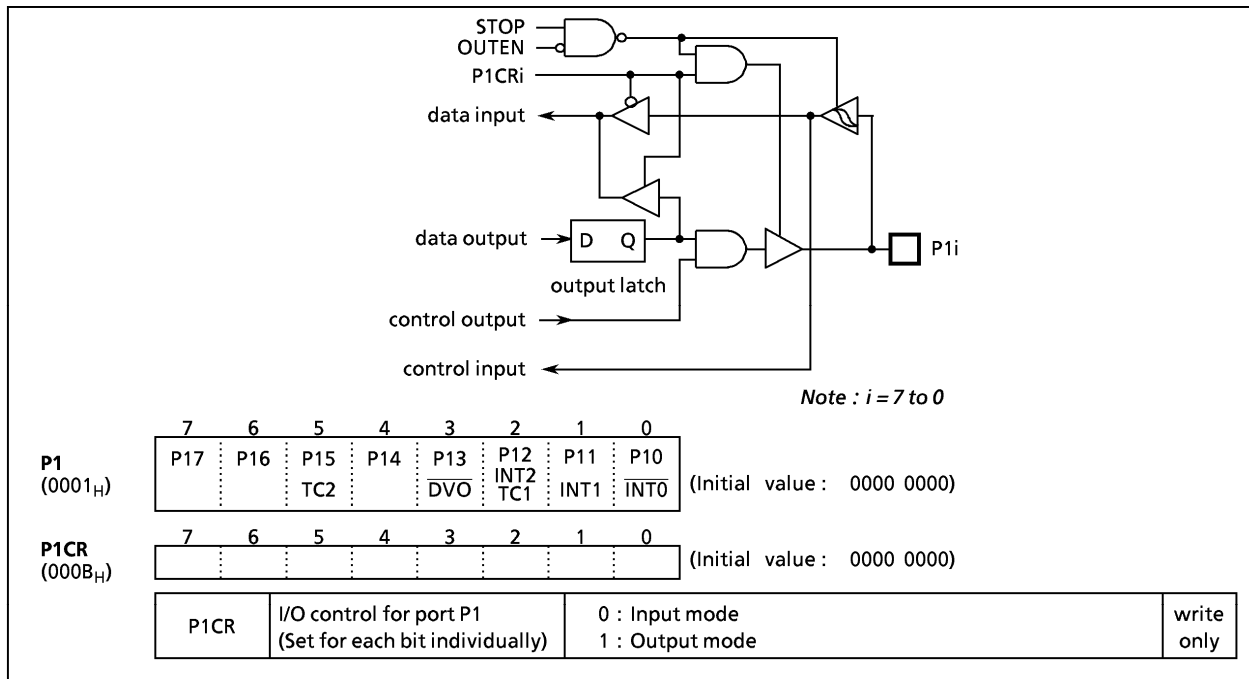 STOP
OUTEN
P1CRi
data input
data output
D Q
P1i
output latch
control output
control input
Note : i = 7 to 0
7 6 5 4 3 2 1 0
P1
(0001H)
P17 P16 P15 P14 P13 P12 P11 P10
TC2 DVO INT2 TC1 INT1 INT0
(Initial value : 0000 0000)
7 6 5 4 3 2 1 0
P1CR
(000BH)
(Initial value : 0000 0000)
P1CR
I/O control for port P1
(Set for each bit individually)
0 : Input mode
1 : Output mode
write
only